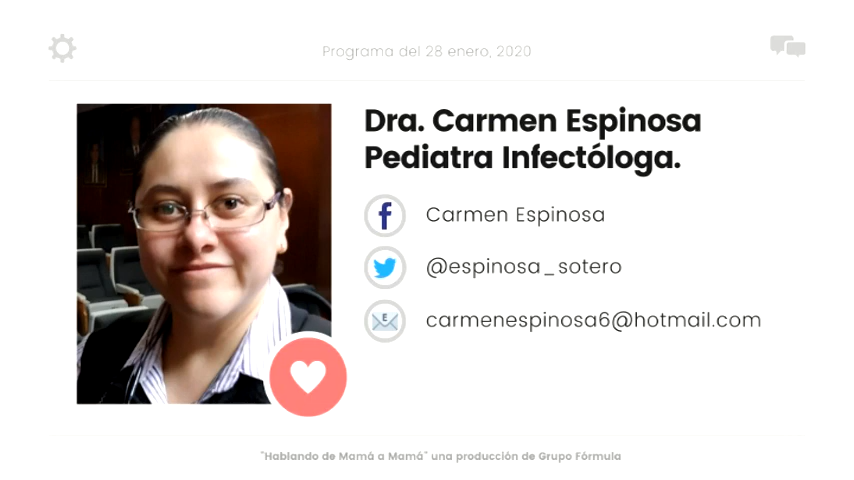 Programa del 28 enero, 2020
Dra. Carmen Espinosa
Pediatra Infectóloga.
Carmen Espinosa
@espinosa_sotero
E
carmenespinosa6@hotmail.com
"Hablando de Mamá a Mamá" una producción de Grupo Fórmula